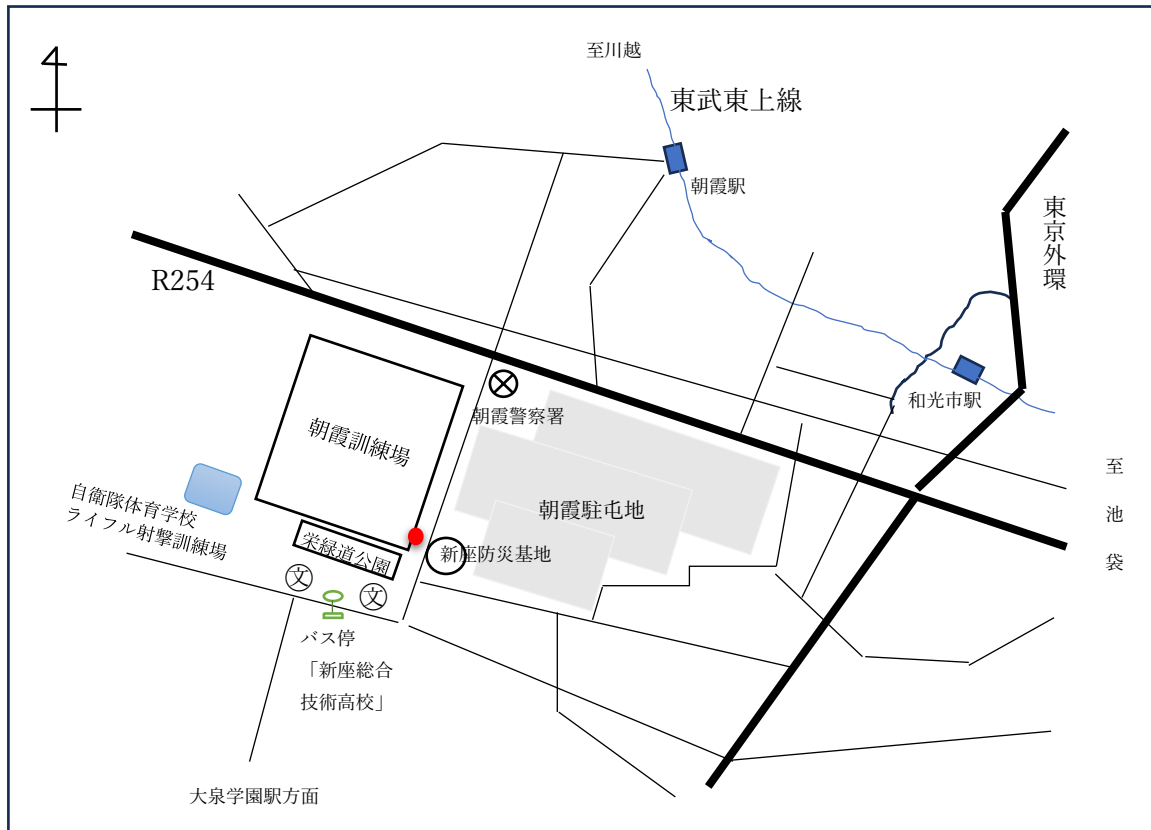 至川越
東武東上線
朝霞駅
東京外環
R254
和光市駅
朝霞警察署
朝霞訓練場
至池袋
自衛隊体育学校
ライフル射撃訓練場
朝霞駐屯地
栄緑道公園
新座防災基地
文
文
バス停
「新座総合
技術高校」
大泉学園駅方面